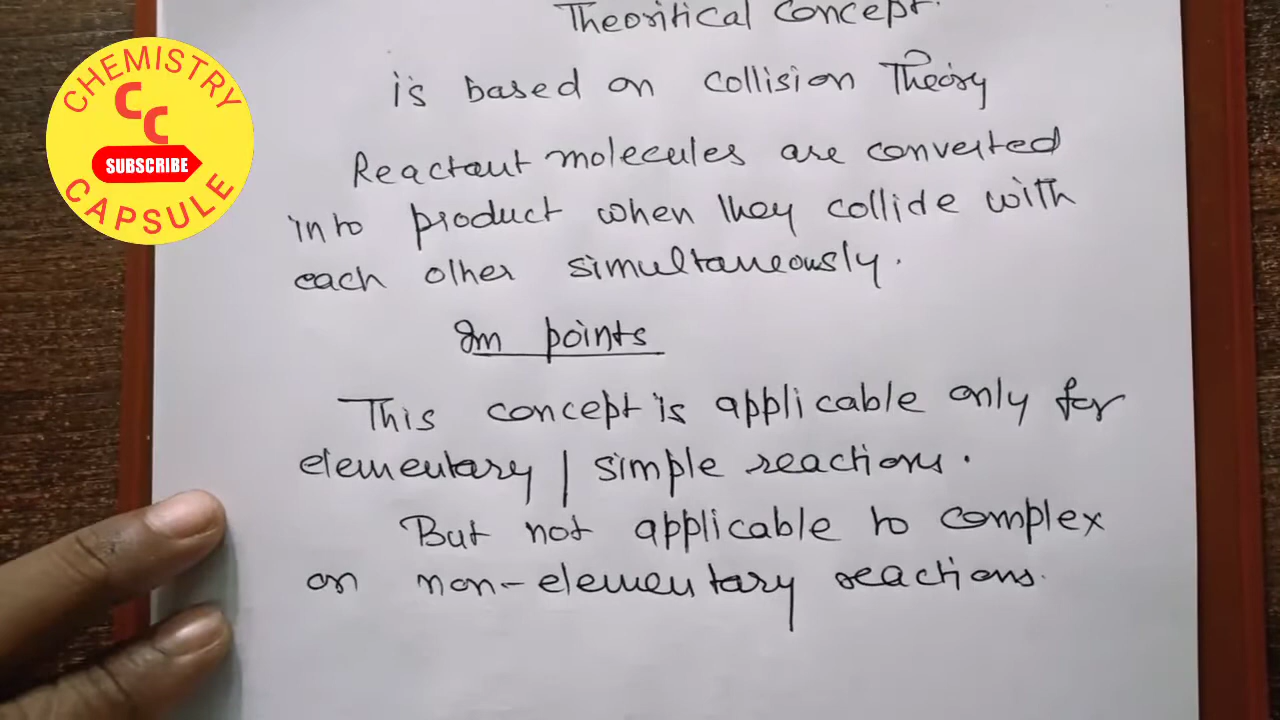 Theoritical Concept.
is based on collision Theory
Reactant molecules are converted
into product when they collide with
each other simultaneously.
Im points
This concept is applicable only for
elementary / simple reactions.
But not applicable to complex
or non-elementary reactions.
CHEMISTRY
CC
SUBSCRIBE
CAPSULE